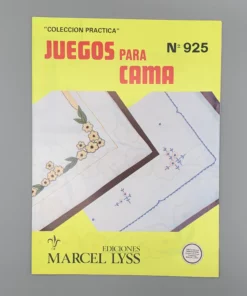 "COLECCION PRACTICA"
JUEGOS PARA
Nº 925
CAMA
EDICIONES
MARCEL LYSS